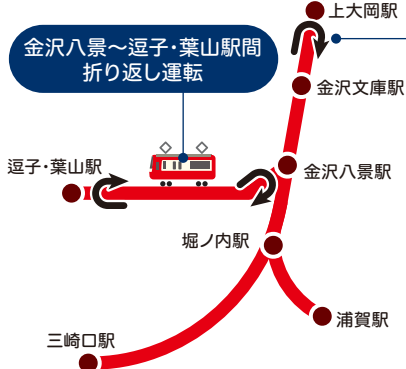 上大岡駅
金沢八景～逗子・葉山駅間
折り返し運転
金沢文庫駅
逗子・葉山駅
金沢八景駅
堀ノ内駅
浦賀駅
三崎口駅